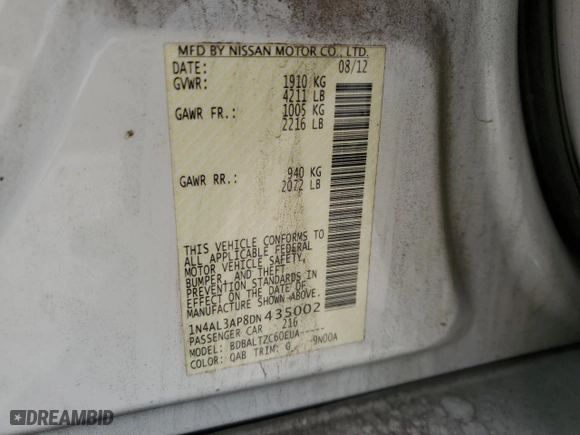 MFD BY NISSAN MOTOR CO., LTD.
DATE: 08/12
GVWR: 1910 KG
4211 LB
GAWR FR.: 1005 KG
2216 LB
GAWR RR.: 940 KG
2072 LB
THIS VEHICLE CONFORMS TO
ALL APPLICABLE FEDERAL
MOTOR VEHICLE SAFETY,
BUMPER, AND THEFT
PREVENTION STANDARDS IN
EFFECT ON THE DATE OF
MANUFACTURE SHOWN ABOVE.
1N4AL3AP8DN435002
PASSENGER CAR 216
MODEL: BDBALTZC60EUA-----
COLOR: QAB TRIM: G -9N00A
DREAMBID